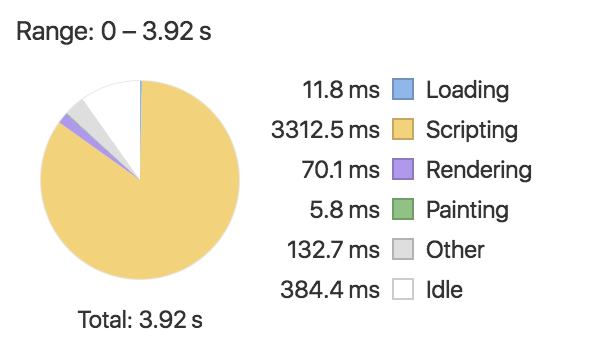 Range: 0 – 3.92 s
11.8 ms Loading
3312.5 ms Scripting
70.1 ms Rendering
5.8 ms Painting
132.7 ms Other
384.4 ms Idle
Total: 3.92 s